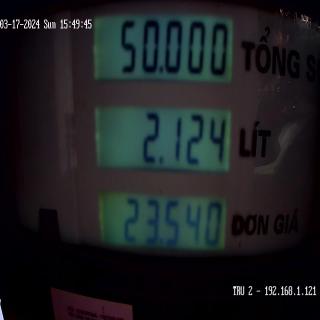 03-17-2024 Sun 15:49:45
50.000 TỔNG S
2.124 LÍT
23.540 ĐƠN GIÁ
TRU 2 - 192.168.1.121